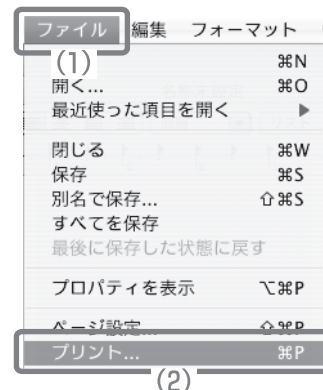 ファイル 編集 フォーマット
(1) ⌘N
開く... ⌘O
最近使った項目を開く ▶
閉じる ⌘W
保存 ⌘S
別名で保存... ⇧⌘S
すべてを保存
最後に保存した状態に戻す
プロパティを表示 ⌥⌘P
ページ設定... ⇧⌘P
プリント... ⌘P
(2)